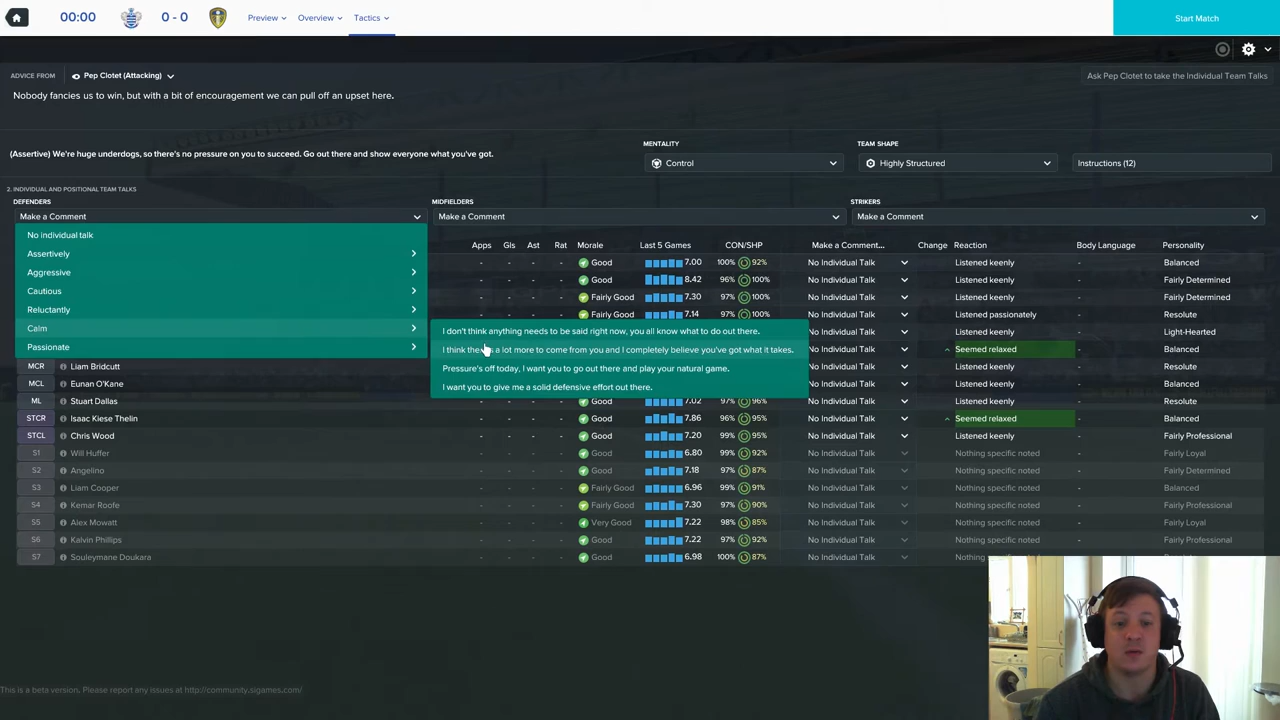 00:00 0 - 0 Preview Overview Tactics Start Match
ADVICE FROM Pep Clotet (Attacking) Ask Pep Clotet to take the Individual Team Talks
Nobody fancies us to win, but with a bit of encouragement we can pull off an upset here.
MENTALITY TEAM SHAPE
(Assertive) We're huge underdogs, so there's no pressure on you to succeed. Go out there and show everyone what you've got.
Control Highly Structured Instructions (12)
2. INDIVIDUAL AND POSITIONAL TEAM TALKS
DEFENDERS MIDFIELDERS STRIKERS
Make a Comment Make a Comment Make a Comment
No individual talk
Assertively
Aggressive
Cautious
Reluctantly
Calm
Passionate
I don't think anything needs to be said right now, you all know what to do out there.
I think a lot more to come from you and I completely believe you've got what it takes.
Pressure's off today, I want you to go out there and play your natural game.
I want you to give me a solid defensive effort out there.
Apps Gls Ast Rat Morale Last 5 Games CON/SHP Make a Comment... Change Reaction Body Language Personality
- - - - Good 7.00 100% 92% No Individual Talk Listened keenly - Balanced
- - - - Good 8.42 96% 100% No Individual Talk Listened keenly - Fairly Determined
- - - - Fairly Good 7.30 97% 100% No Individual Talk Listened keenly - Fairly Determined
- - - - Fairly Good 7.14 97% 100% No Individual Talk Listened passionately - Resolute
No Individual Talk Listened keenly - Light-Hearted
No Individual Talk Seemed relaxed - Balanced
MCR Liam Bridcutt No Individual Talk Listened keenly - Balanced
MCL Eunan O'Kane No Individual Talk Listened keenly - Balanced
ML Stuart Dallas - - - - Good 7.02 97% 96% No Individual Talk Listened keenly - Resolute
STCR Isaac Kiese Thelin - - - - Good 7.86 96% 95% No Individual Talk Seemed relaxed - Balanced
STCL Chris Wood - - - - Good 7.20 99% 95% No Individual Talk Listened keenly - Fairly Professional
S1 Will Huffer - - - - Good 6.80 99% 92% No Individual Talk Nothing specific noted - Fairly Loyal
S2 Angelino - - - - Good 7.18 97% 87% No Individual Talk Nothing specific noted - Fairly Determined
S3 Liam Cooper - - - - Fairly Good 6.96 99% 91% No Individual Talk Nothing specific noted - Balanced
S4 Kemar Roofe - - - - Fairly Good 7.30 97% 90% No Individual Talk Nothing specific noted - Fairly Professional
S5 Alex Mowatt - - - - Very Good 7.22 98% 85% No Individual Talk Nothing specific noted - Fairly Loyal
S6 Kalvin Phillips - - - - Good 7.22 97% 92% No Individual Talk Nothing specific noted - Fairly Professional
S7 Souleymane Doukara - - - - Good 6.98 100% 87% No Individual Talk Nothing
This is a beta version. Please report any issues at http://community.sigames.com/